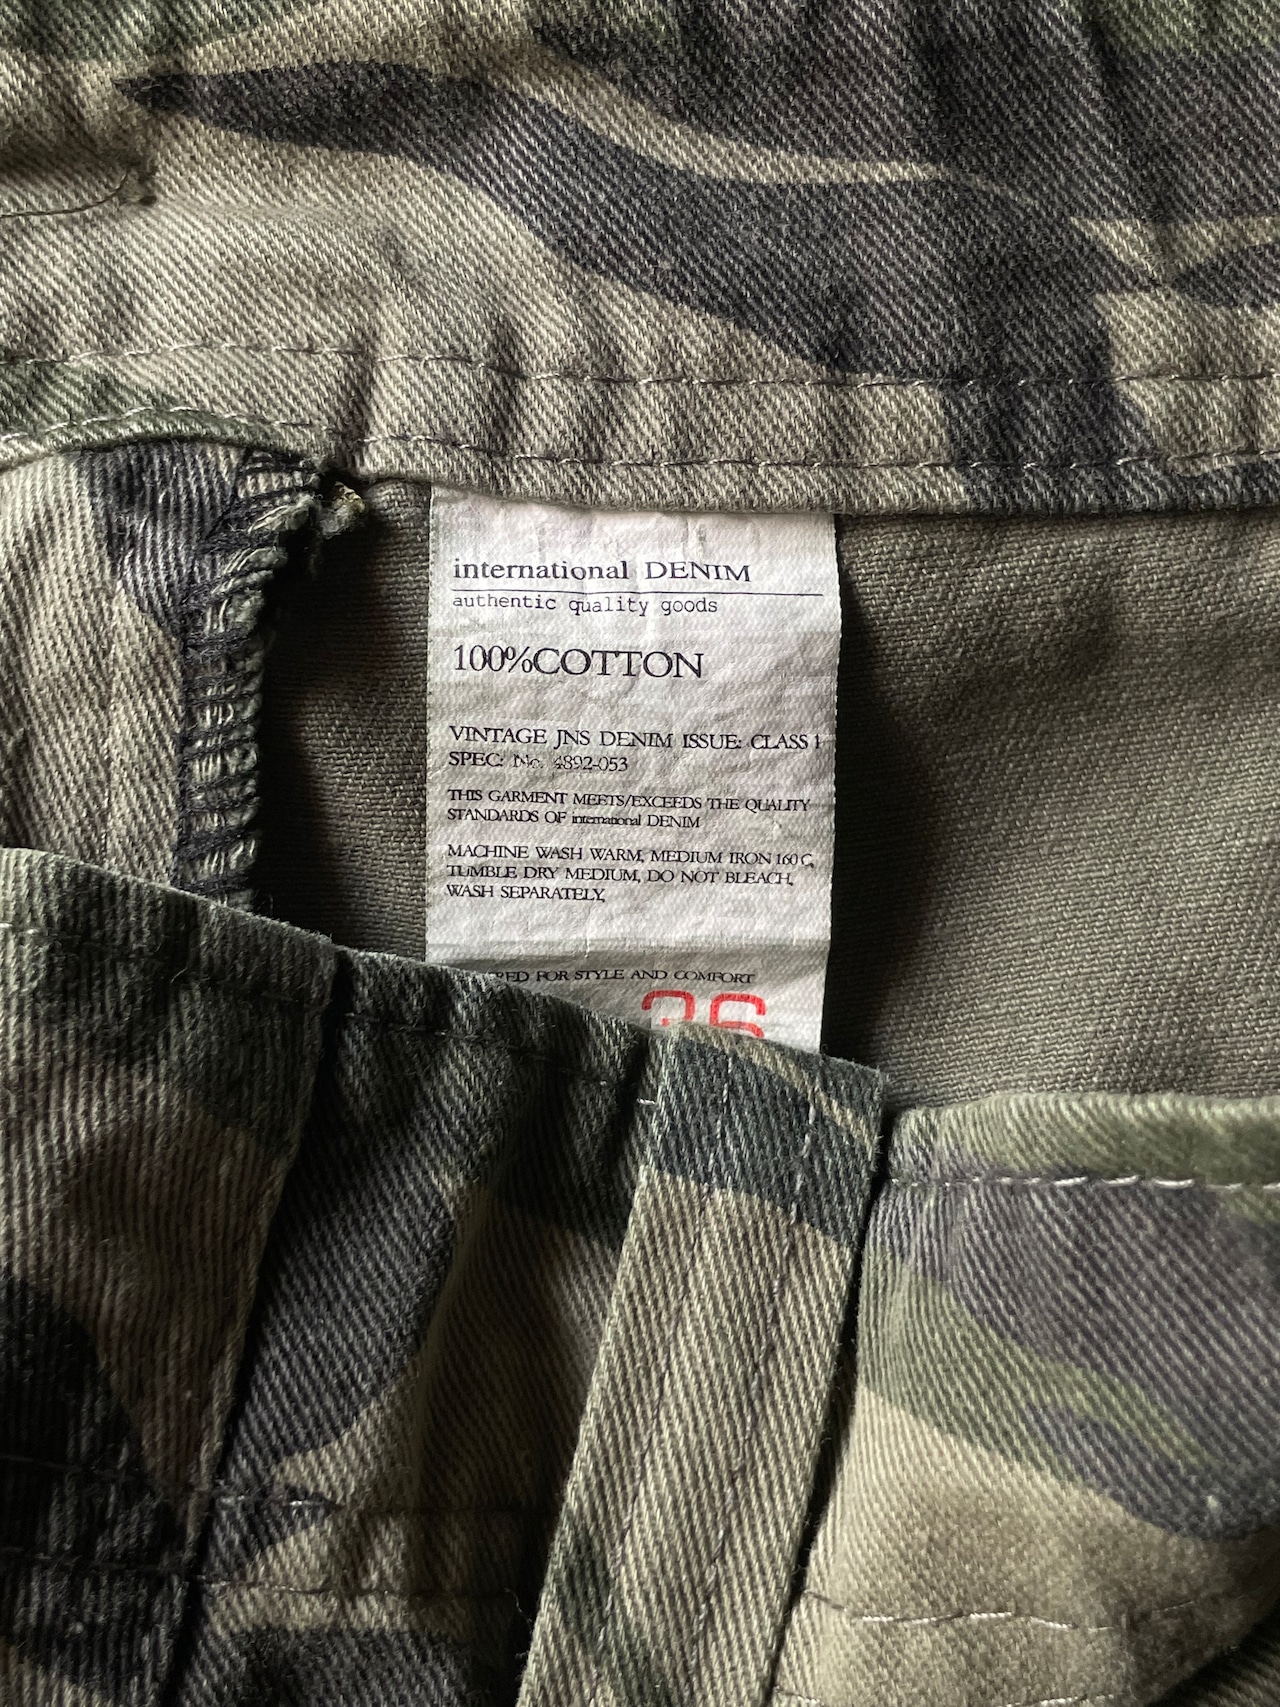 international DENIM
authentic quality goods
100%COTTON
VINTAGE JNS DENIM ISSUE: CLASS 1
SPEC: No. 4892-053
THIS GARMENT MEETS/EXCEEDS THE QUALITY
STANDARDS OF international DENIM
MACHINE WASH WARM, MEDIUM IRON 160 C,
TUMBLE DRY MEDIUM, DO NOT BLEACH,
WASH SEPARATELY,
FOR STYLE AND COMFORT